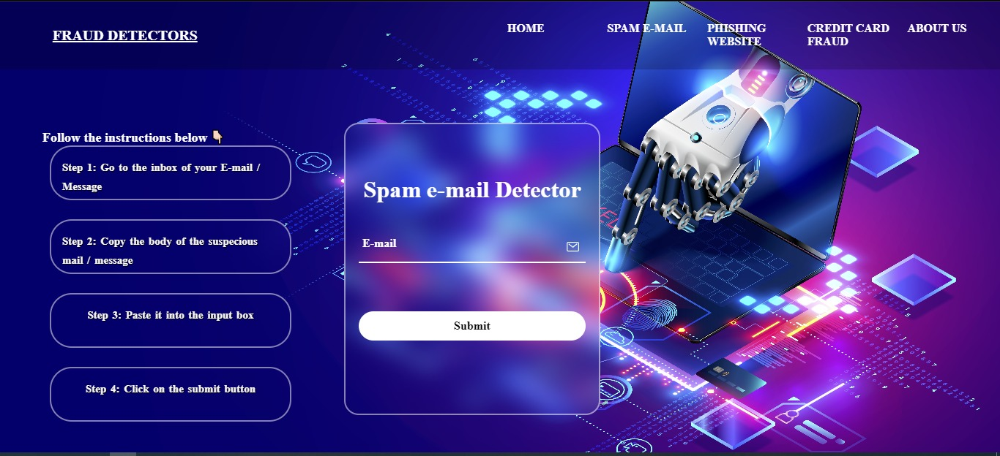 FRAUD DETECTORS
HOME
SPAM E-MAIL
PHISHING
WEBSITE
CREDIT CARD
FRAUD
ABOUT US
Follow the instructions below 👇🏻
Step 1: Go to the inbox of your E-mail /
Message
Step 2: Copy the body of the suspicious
mail / message
Step 3: Paste it into the input box
Step 4: Click on the submit button
Spam e-mail Detector
E-mail
Submit